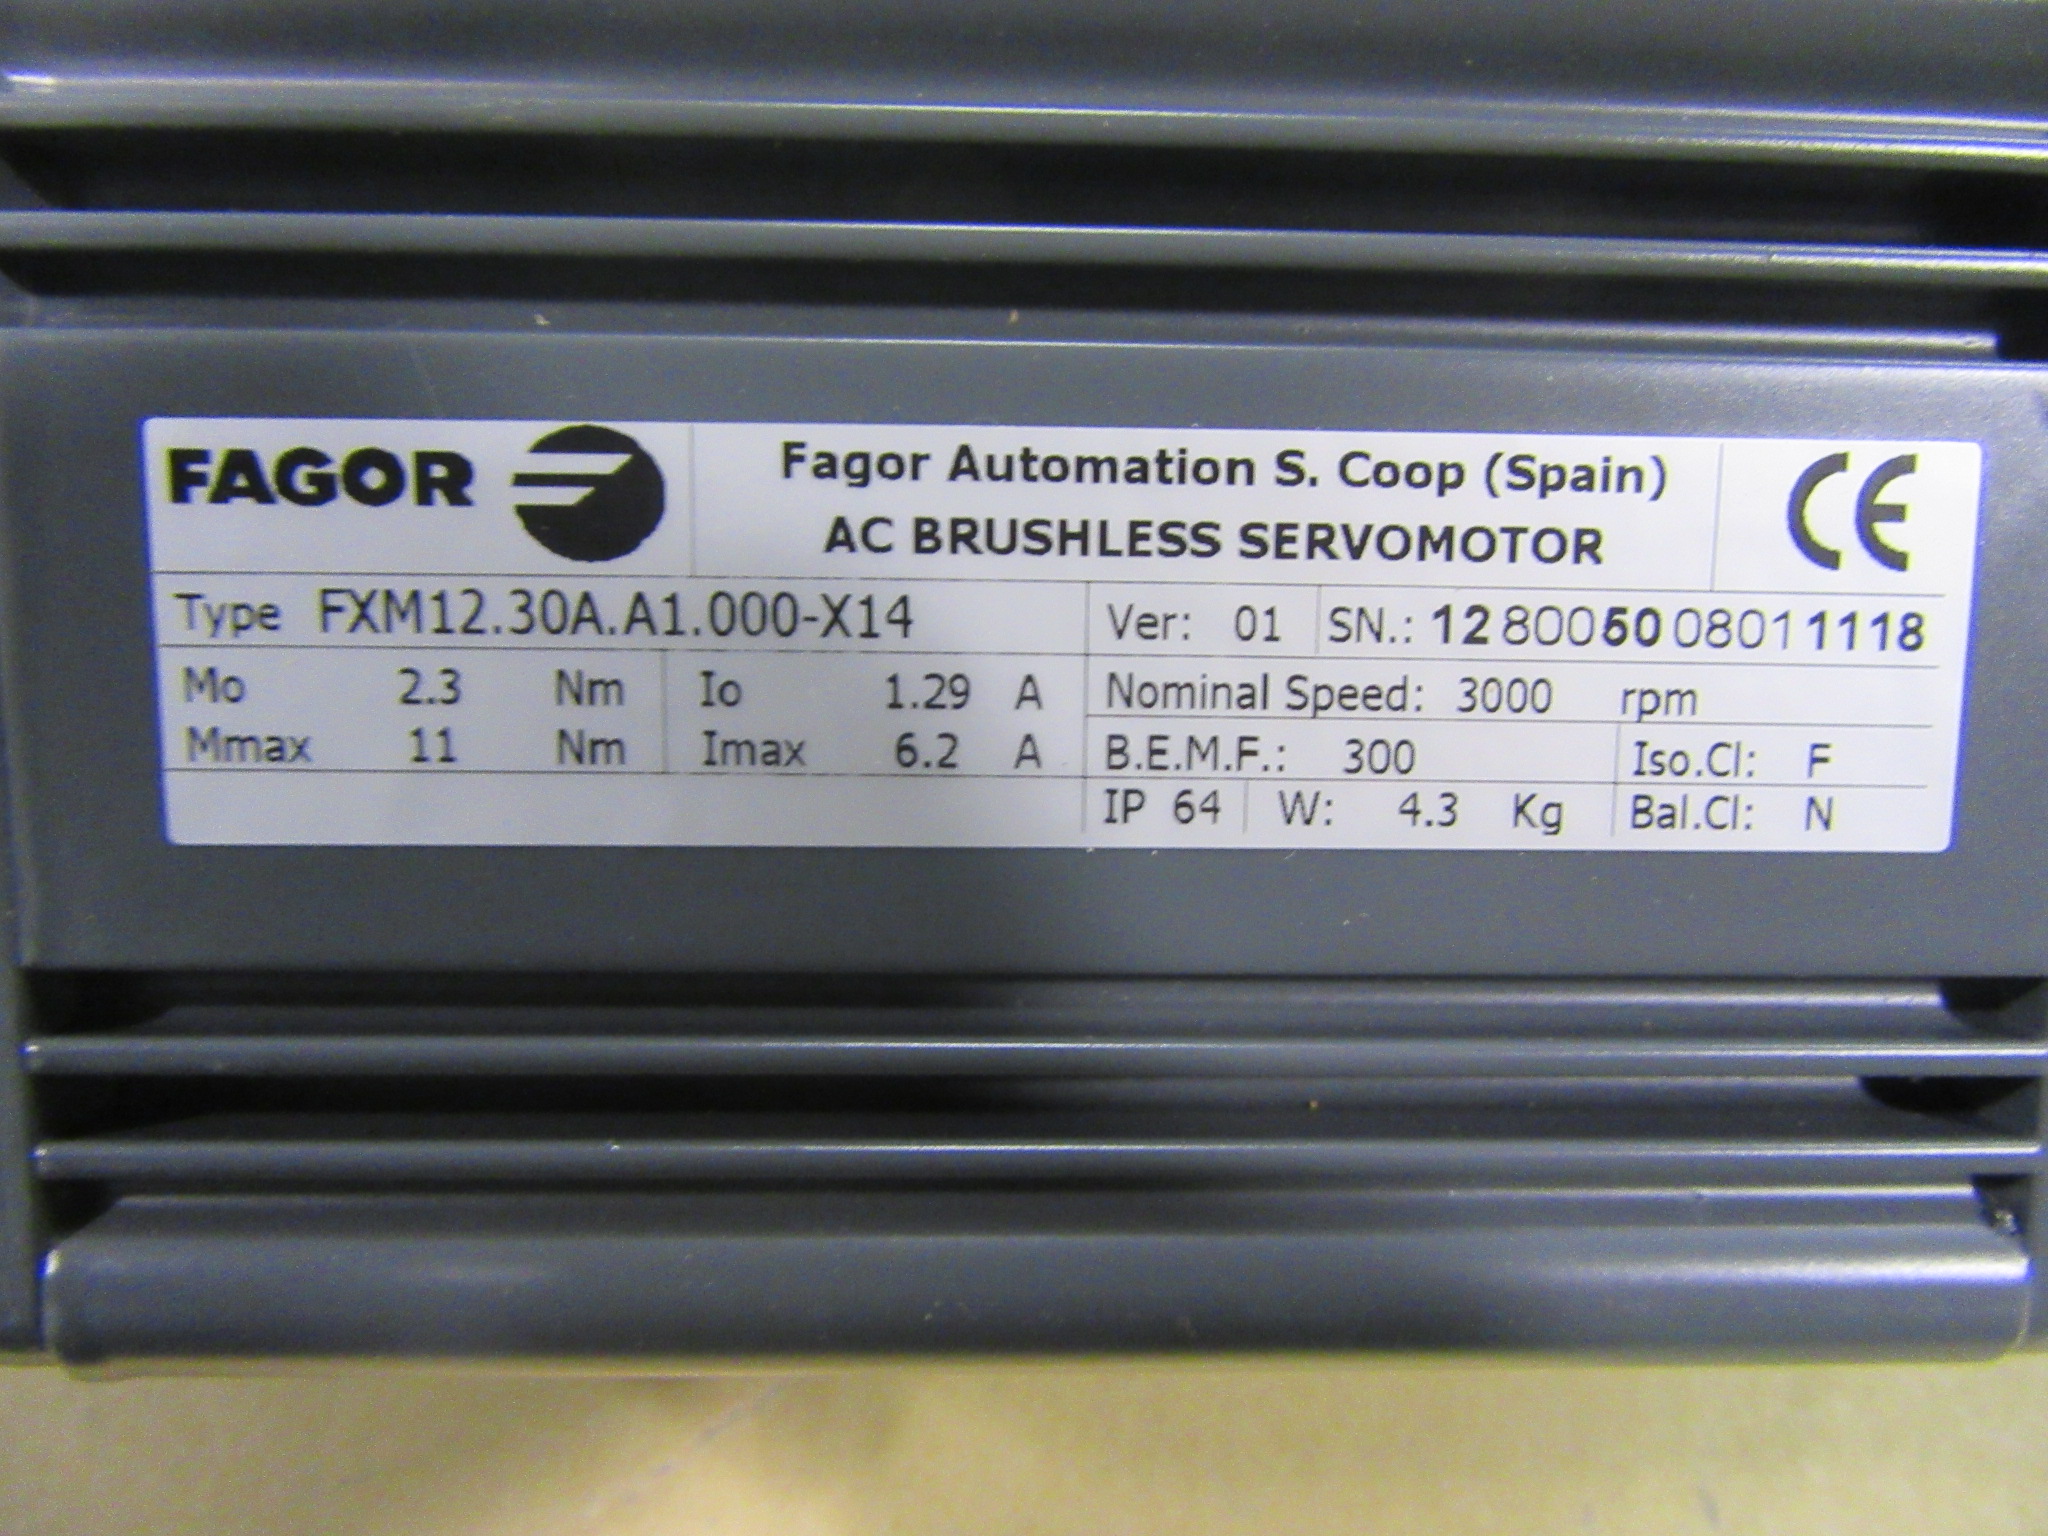 FAGOR
Fagor Automation S. Coop (Spain)
AC BRUSHLESS SERVOMOTOR
CE
Type FXM12.30A.A1.000-X14
Ver: 01
SN.: 12 8005008011118
Mo 2.3 Nm
Io 1.29 A
Nominal Speed: 3000 rpm
Mmax 11 Nm
Imax 6.2 A
B.E.M.F.: 300
Iso.Cl: F
IP 64
W: 4.3 Kg
Bal.Cl: N